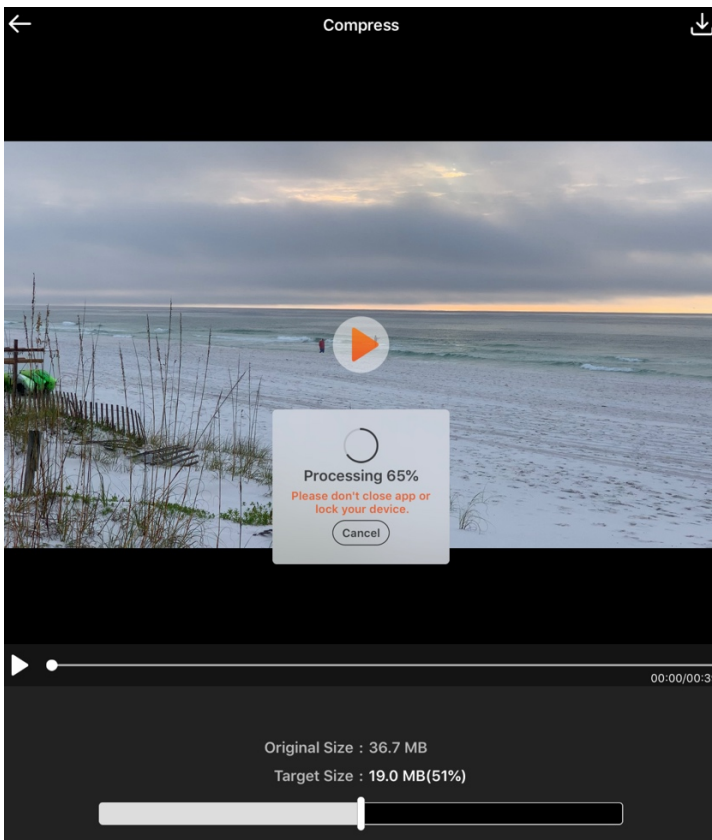 Compress
Processing 65%
Please don't close app or
lock your device.
Cancel
00:00/00:3
Original Size : 36.7 MB
Target Size : 19.0 MB(51%)